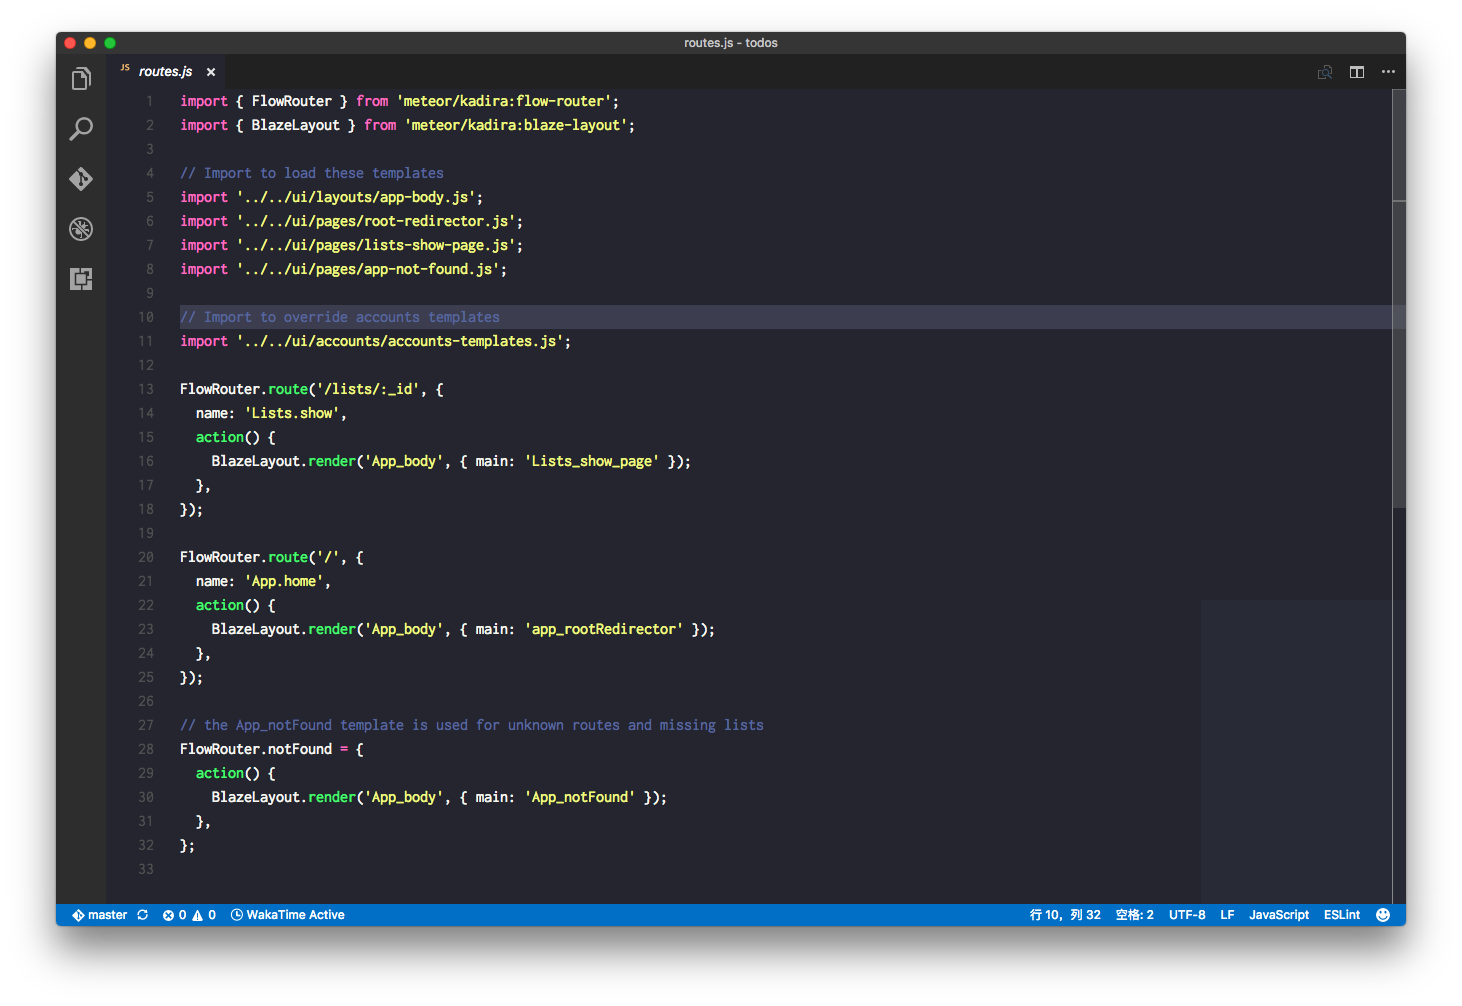 routes.js - todos
JS routes.js ×
1 import { FlowRouter } from 'meteor/kadira:flow-router';
2 import { BlazeLayout } from 'meteor/kadira:blaze-layout';
3
4 // Import to load these templates
5 import '../../ui/layouts/app-body.js';
6 import '../../ui/pages/root-redirector.js';
7 import '../../ui/pages/lists-show-page.js';
8 import '../../ui/pages/app-not-found.js';
9
10 // Import to override accounts templates
11 import '../../ui/accounts/accounts-templates.js';
12
13 FlowRouter.route('/lists/:_id', {
14   name: 'Lists.show',
15   action() {
16     BlazeLayout.render('App_body', { main: 'Lists_show_page' });
17   },
18 });
19
20 FlowRouter.route('/', {
21   name: 'App.home',
22   action() {
23     BlazeLayout.render('App_body', { main: 'app_rootRedirector' });
24   },
25 });
26
27 // the App_notFound template is used for unknown routes and missing lists
28 FlowRouter.notFound = {
29   action() {
30     BlazeLayout.render('App_body', { main: 'App_notFound' });
31   },
32 };
33
master 0 0 WakaTime Active 行 10，列 32 空格: 2 UTF-8 LF JavaScript ESLint